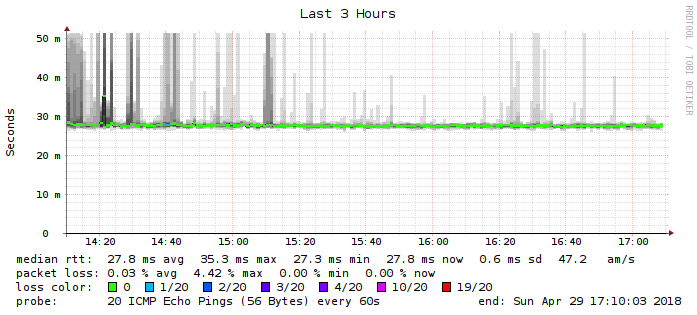 Last 3 Hours
RRDTOOL / TOBI OETIKER
Seconds
50 m
40 m
30 m
20 m
10 m
0
14:20 14:40 15:00 15:20 15:40 16:00 16:20 16:40 17:00
median rtt: 27.8 ms avg 35.3 ms max 27.3 ms min 27.8 ms now 0.6 ms sd 47.2 am/s
packet loss: 0.03 % avg 4.42 % max 0.00 % min 0.00 % now
loss color: 0 1/20 2/20 3/20 4/20 10/20 19/20
probe: 20 ICMP Echo Pings (56 Bytes) every 60s end: Sun Apr 29 17:10:03 2018